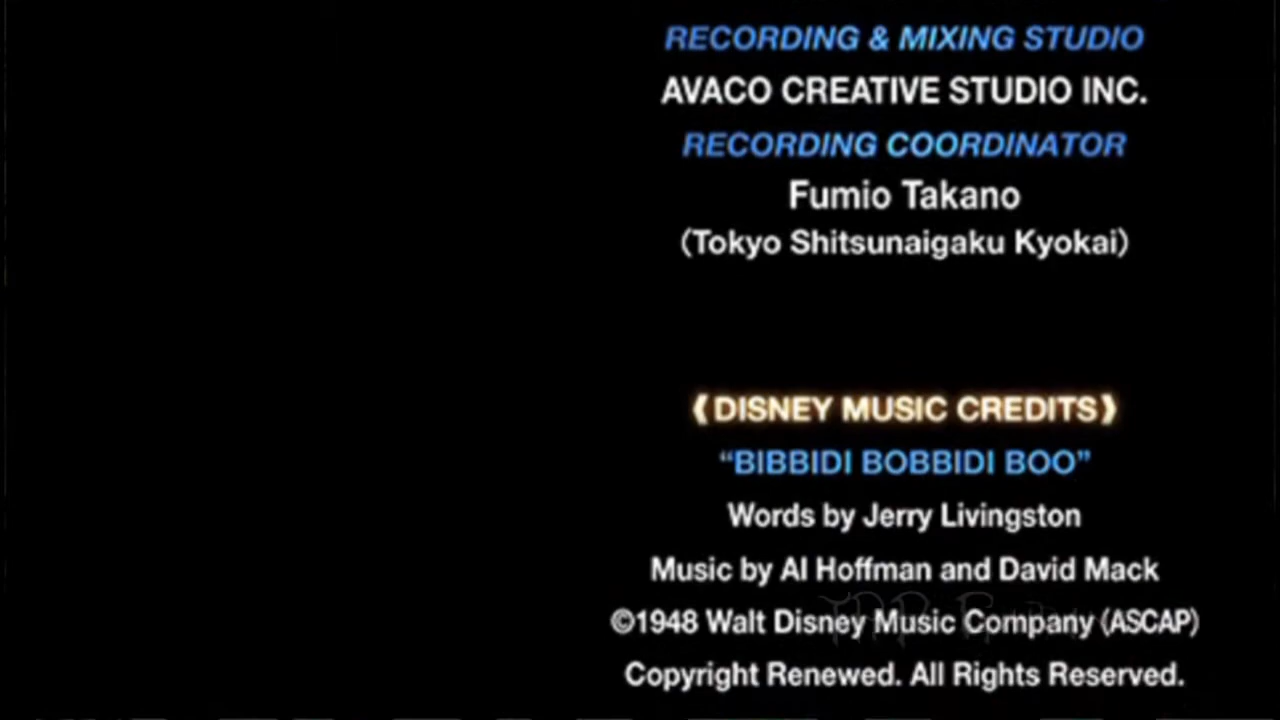 RECORDING & MIXING STUDIO
AVACO CREATIVE STUDIO INC.
RECORDING COORDINATOR
Fumio Takano
(Tokyo Shitsunaigaku Kyokai)
❰DISNEY MUSIC CREDITS❱
“BIBBIDI BOBBIDI BOO”
Words by Jerry Livingston
Music by Al Hoffman and David Mack
©1948 Walt Disney Music Company (ASCAP)
Copyright Renewed. All Rights Reserved.